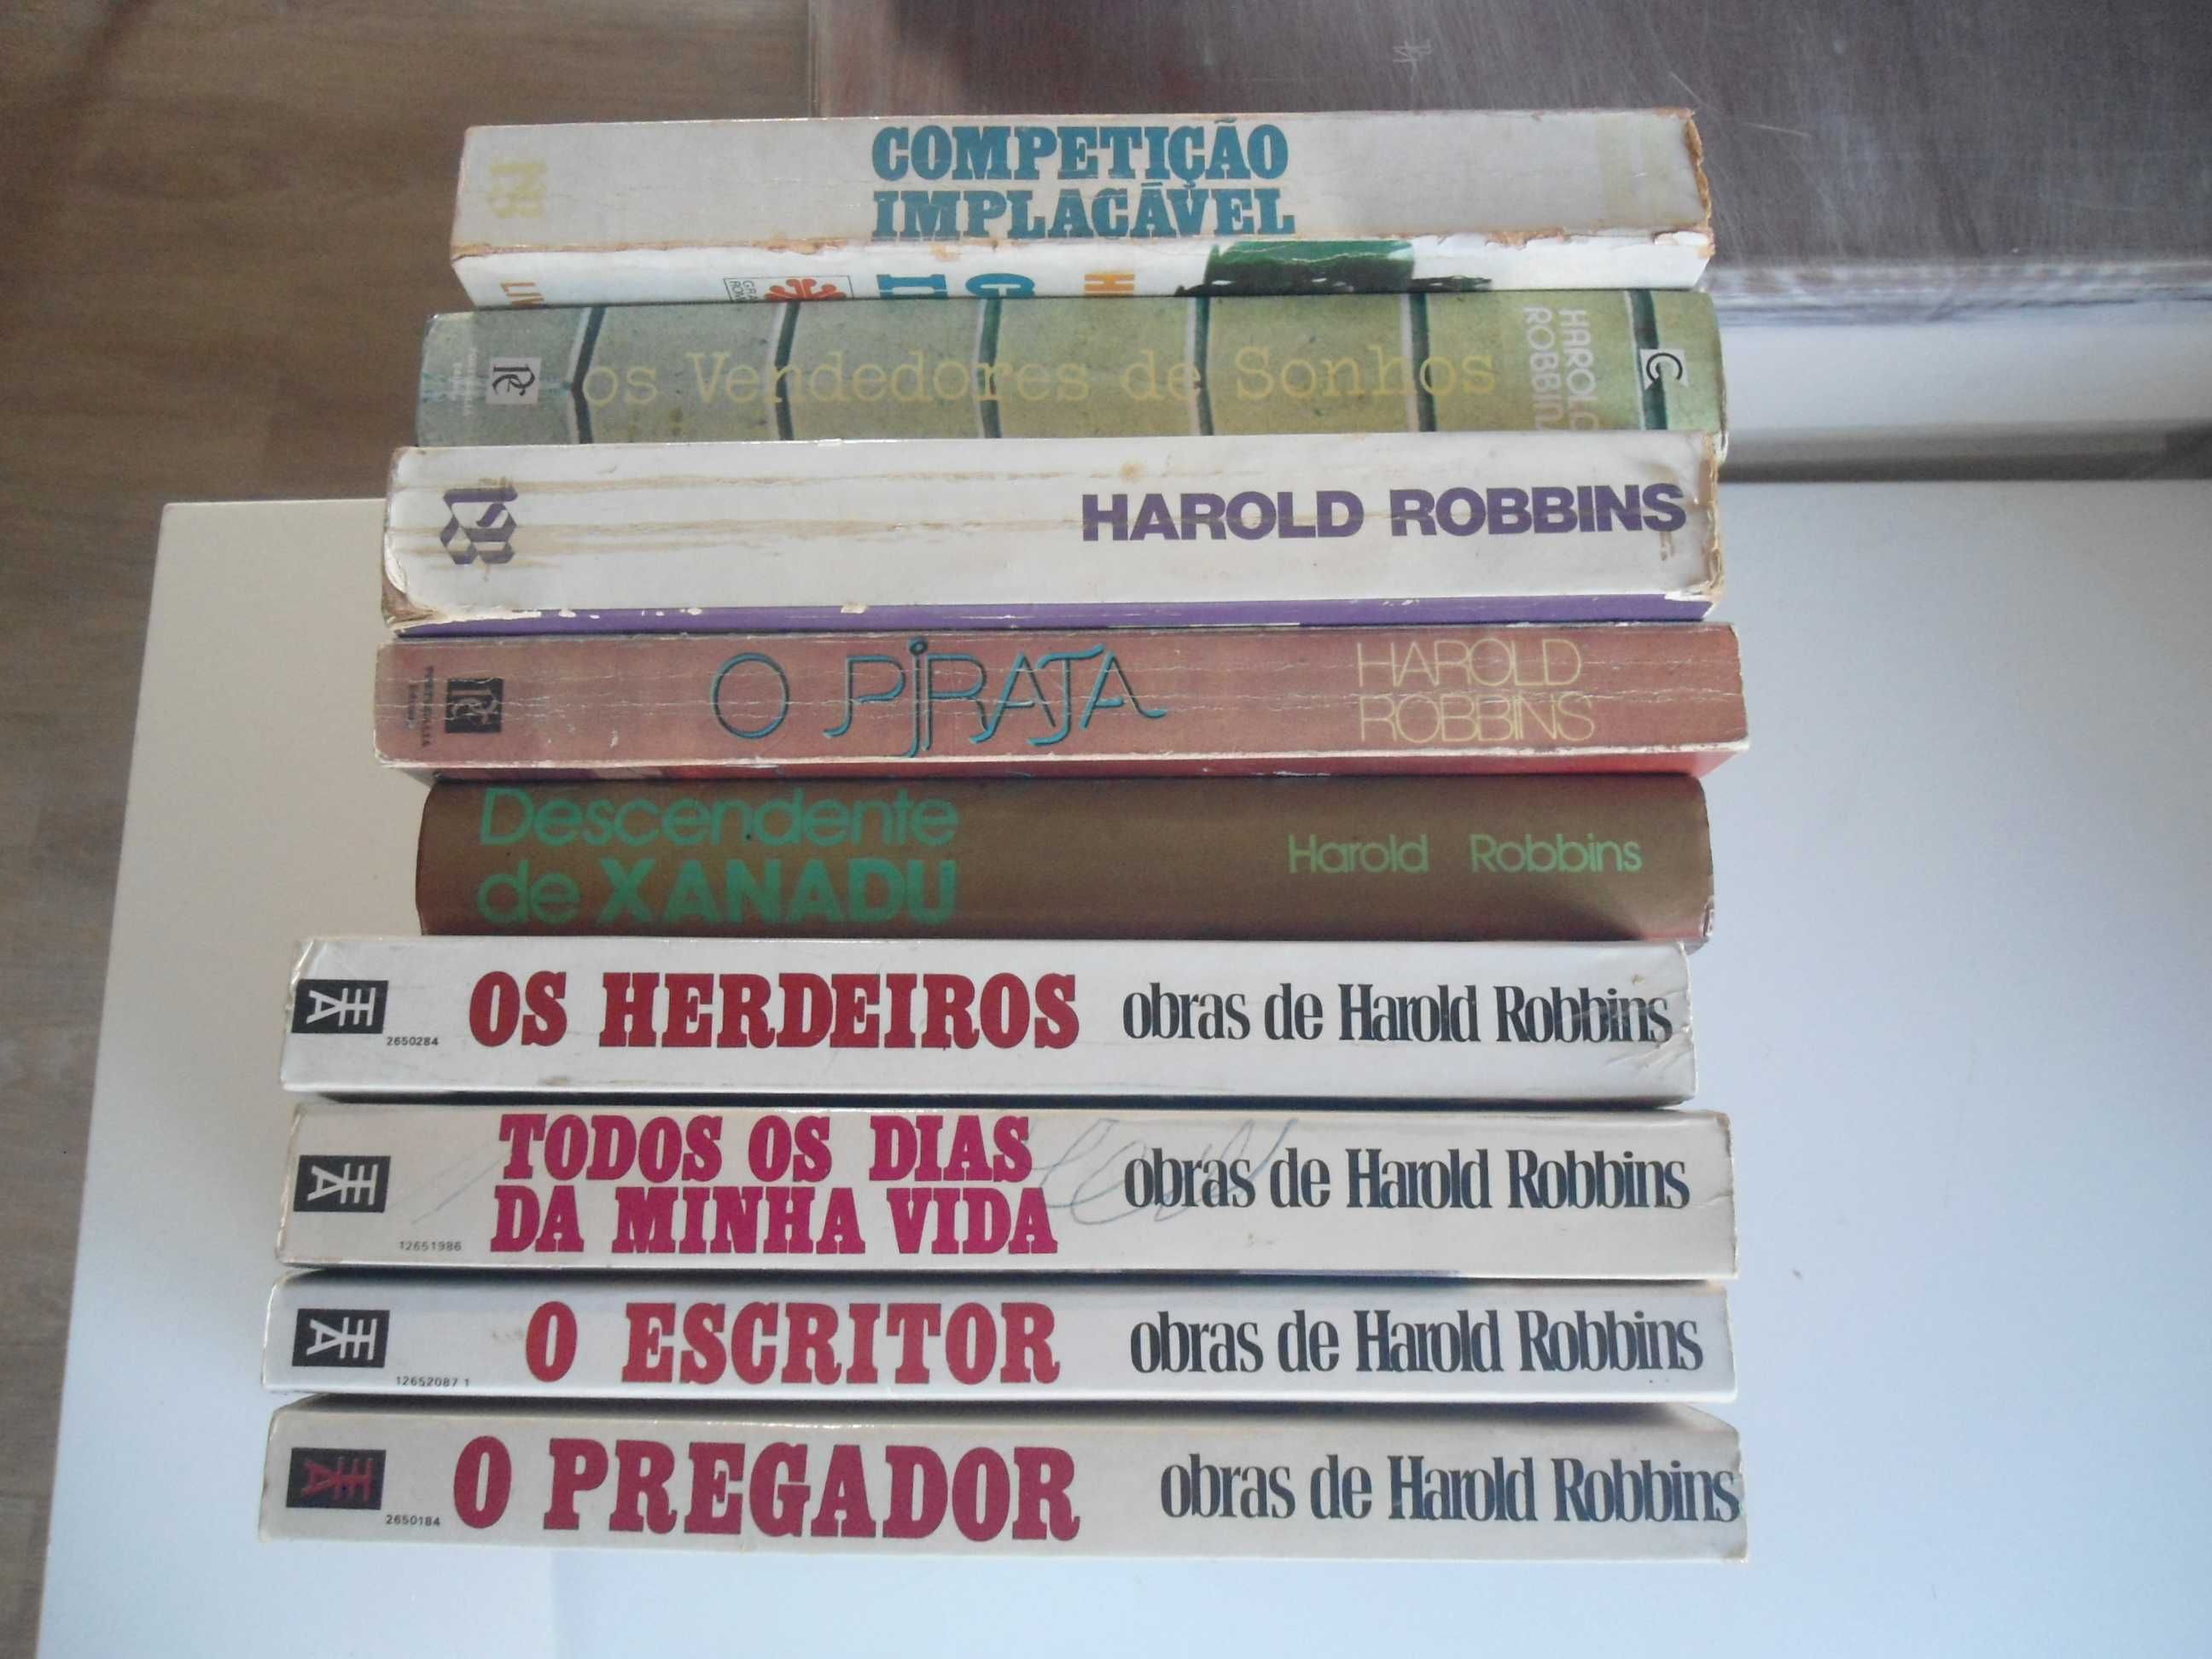 COMPETIÇÃO
IMPLACÁVEL
os Vendedores de Sonhos
HAROLD
ROBBINS
HAROLD ROBBINS
O PIRATA
HAROLD
ROBBINS
Descendente
de XANADU
Harold Robbins
2650284
OS HERDEIROS
obras de Harold Robbins
12651986
TODOS OS DIAS
DA MINHA VIDA
obras de Harold Robbins
12652087 1
O ESCRITOR
obras de Harold Robbins
2650184
O PREGADOR
obras de Harold Robbins